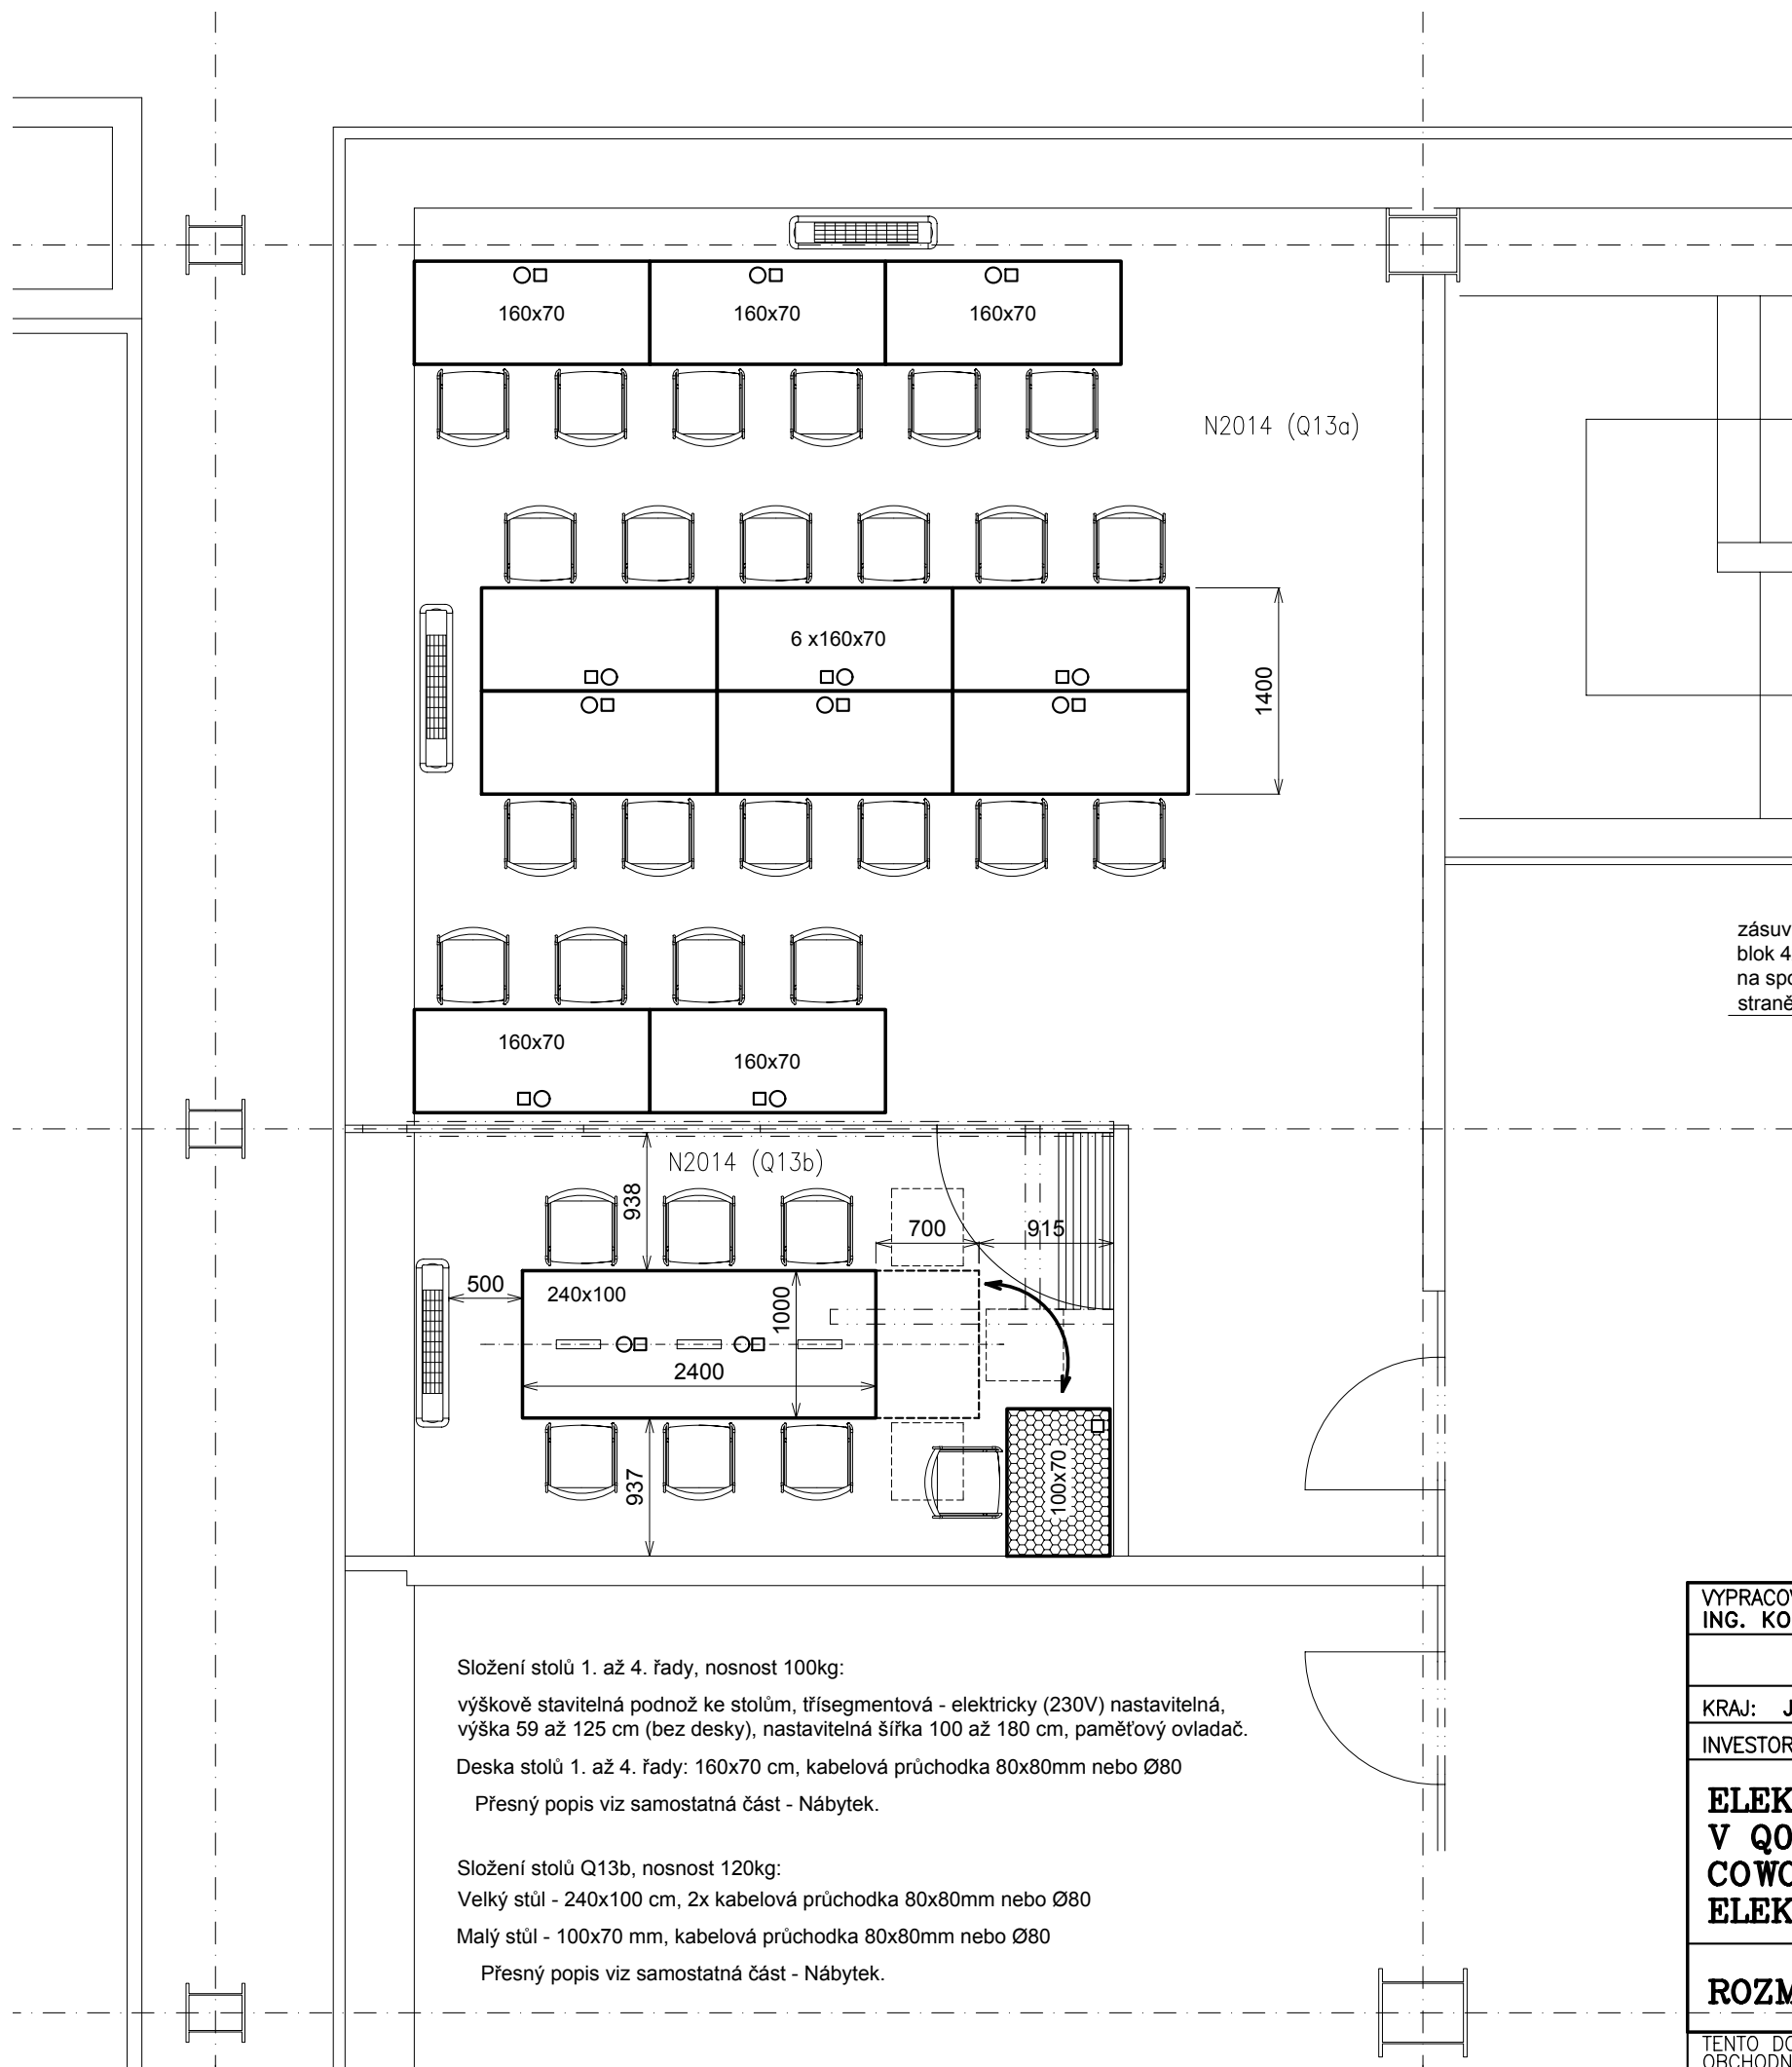 160x70
160x70
160x70
N2014 (Q13a)
6 x160x70
1400
160x70
160x70
zásuv
blok 4
na spo
straně
N2014 (Q13b)
938
700
915
500
240x100
1000
2400
937
100x70
Složení stolů 1. až 4. řady, nosnost 100kg:
výškově stavitelná podnož ke stolům, třísegmentová - elektricky (230V) nastavitelná,
výška 59 až 125 cm (bez desky), nastavitelná šířka 100 až 180 cm, paměťový ovladač.
Deska stolů 1. až 4. řady: 160x70 cm, kabelová průchodka 80x80mm nebo Ø80
Přesný popis viz samostatná část - Nábytek.
Složení stolů Q13b, nosnost 120kg:
Velký stůl - 240x100 cm, 2x kabelová průchodka 80x80mm nebo Ø80
Malý stůl - 100x70 mm, kabelová průchodka 80x80mm nebo Ø80
Přesný popis viz samostatná část - Nábytek.
VYPRACOV
ING. KO
KRAJ: J
INVESTOR
ELEK
V QO
COWO
ELEK
ROZM
TENTO DO
OBCHODN